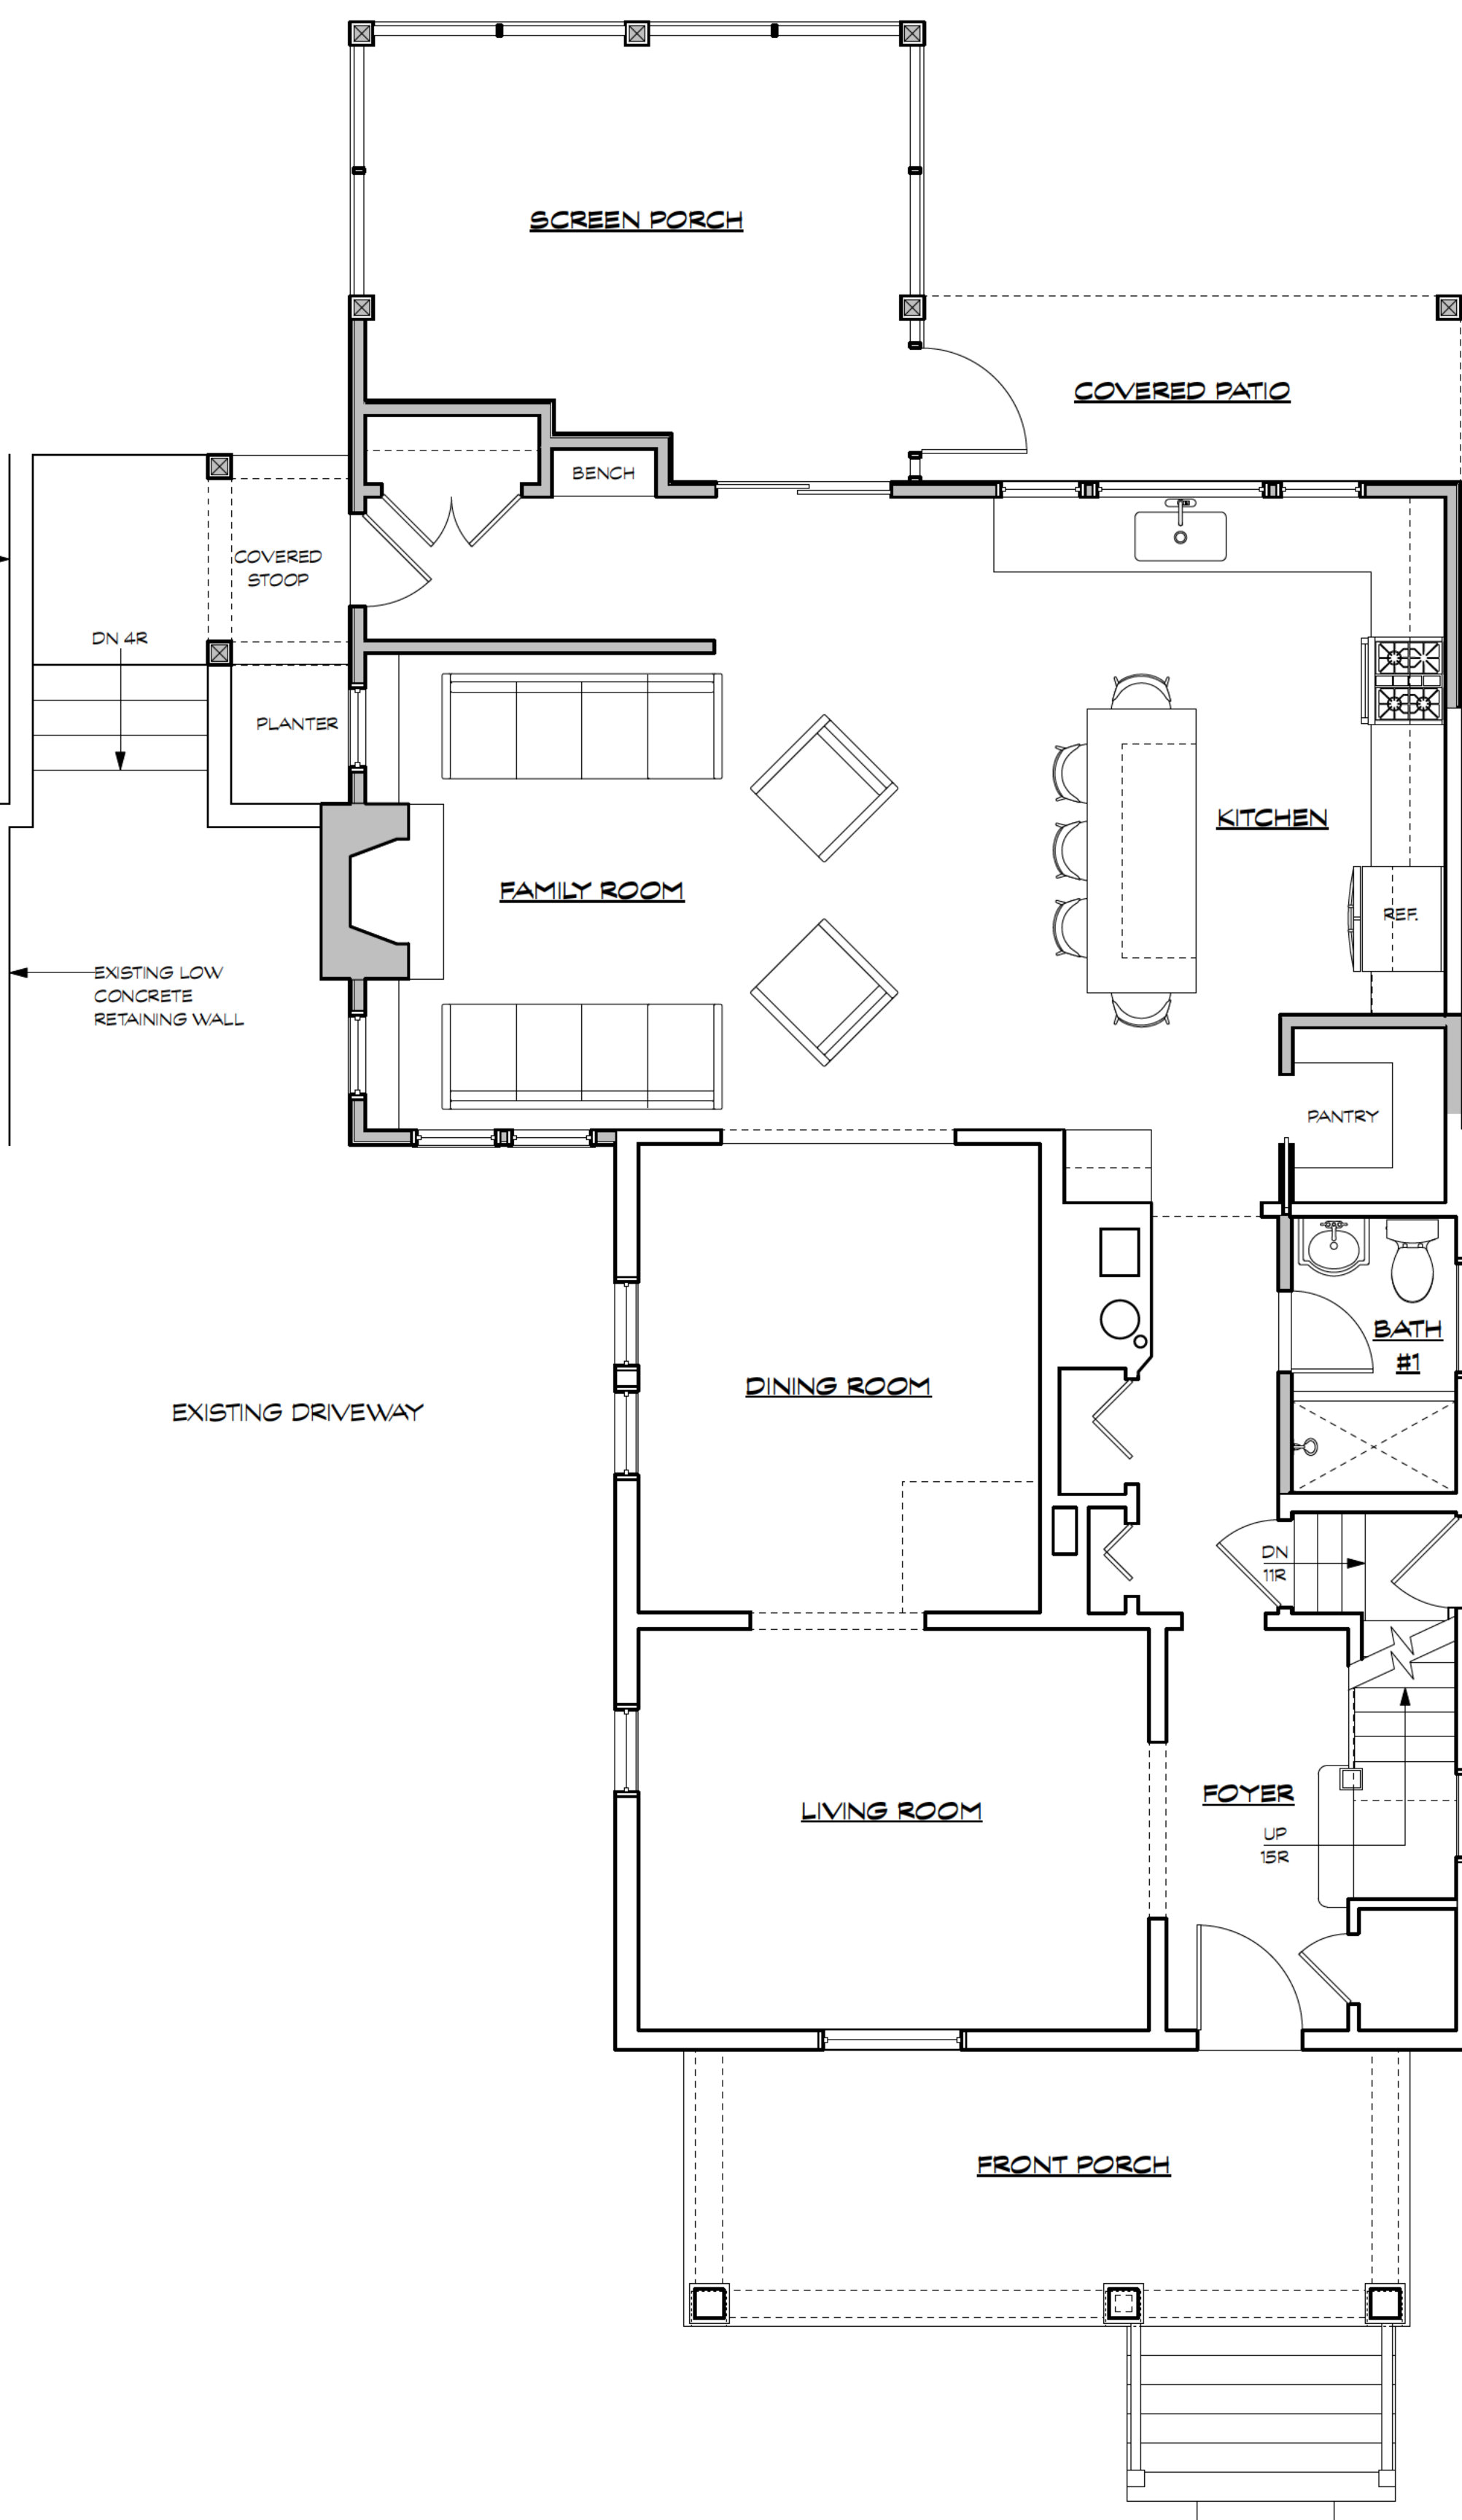 SCREEN PORCH
COVERED PATIO
BENCH
COVERED
STOOP
DN 4R
PLANTER
KITCHEN
FAMILY ROOM
REF.
EXISTING LOW
CONCRETE
RETAINING WALL
PANTRY
BATH
#1
DINING ROOM
EXISTING DRIVEWAY
DN
11R
FOYER
LIVING ROOM
UP
15R
FRONT PORCH